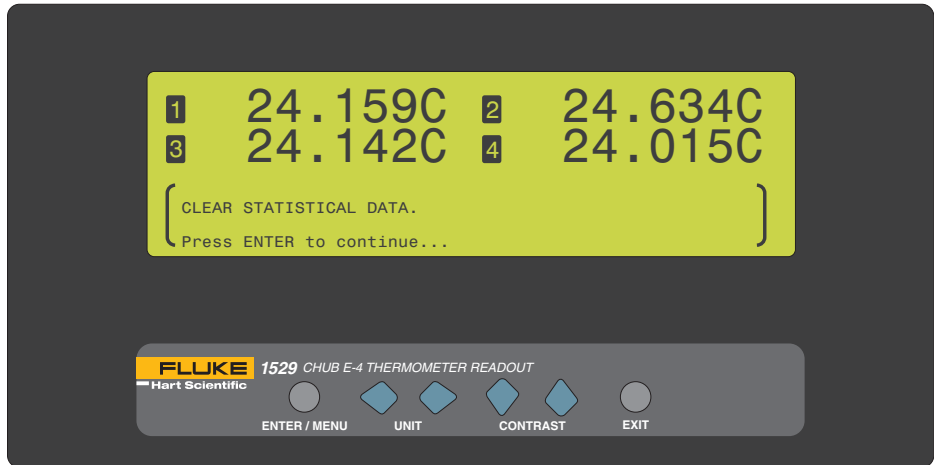 1 24.159C 2 24.634C
3 24.142C 4 24.015C
CLEAR STATISTICAL DATA.
Press ENTER to continue...
FLUKE 1529 CHUB E-4 THERMOMETER READOUT
Hart Scientific
ENTER / MENU UNIT CONTRAST EXIT